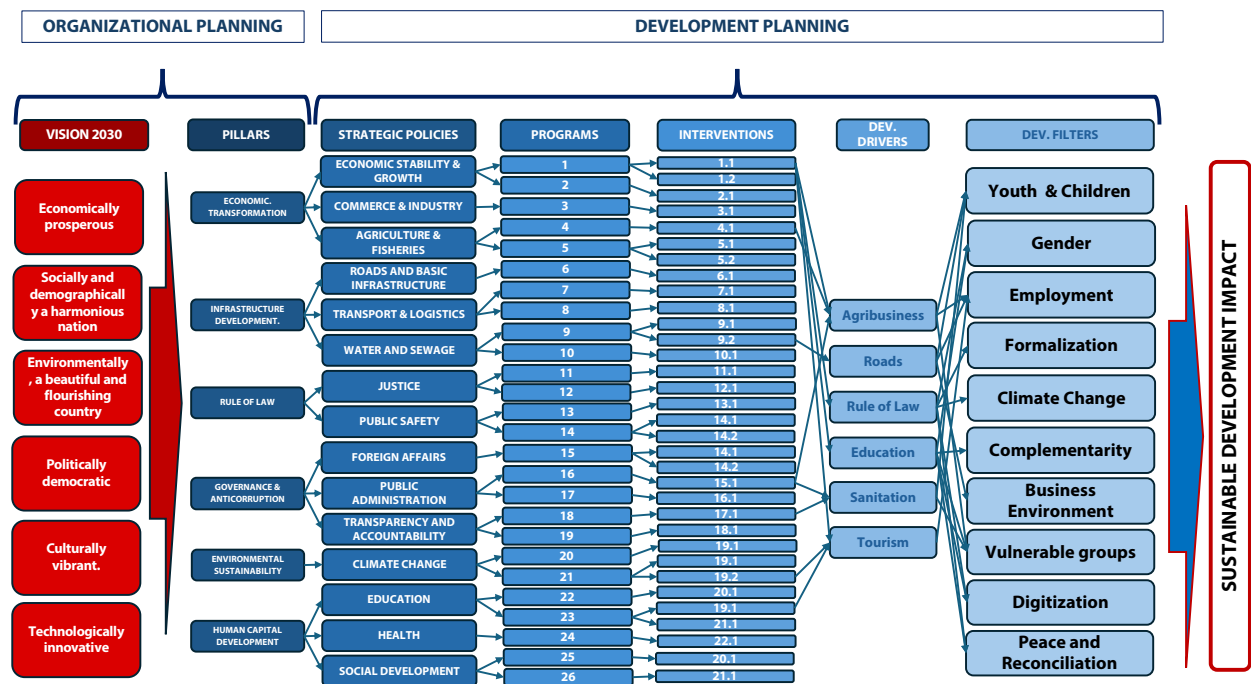 ORGANIZATIONAL PLANNING
DEVELOPMENT PLANNING
VISION 2030
PILLARS
STRATEGIC POLICIES
PROGRAMS
INTERVENTIONS
DEV.
DRIVERS
DEV. FILTERS
Economically
prosperous
Socially and
demographicall
y a harmonious
nation
Environmentally
, a beautiful and
flourishing
country
Politically
democratic
Culturally
vibrant.
Technologically
innovative
ECONOMIC.
TRANSFORMATION
INFRASTRUCTURE
DEVELOPMENT.
RULE OF LAW
GOVERNANCE &
ANTICORRUPTION
ENVIRONMENTAL
SUSTAINABILITY
HUMAN CAPITAL
DEVELOPMENT
ECONOMIC STABILITY &
GROWTH
COMMERCE & INDUSTRY
AGRICULTURE &
FISHERIES
ROADS AND BASIC
INFRASTRUCTURE
TRANSPORT & LOGISTICS
WATER AND SEWAGE
JUSTICE
PUBLIC SAFETY
FOREIGN AFFAIRS
PUBLIC
ADMINISTRATION
TRANSPARENCY AND
ACCOUNTABILITY
CLIMATE CHANGE
EDUCATION
HEALTH
SOCIAL DEVELOPMENT
1
2
3
4
5
6
7
8
9
10
11
12
13
14
15
16
17
18
19
20
21
22
23
24
25
26
1.1
1.2
2.1
3.1
4.1
5.1
5.2
6.1
7.1
8.1
9.1
9.2
10.1
11.1
12.1
13.1
14.1
14.2
14.1
14.2
15.1
16.1
17.1
18.1
19.1
19.1
19.2
20.1
19.1
21.1
22.1
20.1
21.1
Agribusiness
Roads
Rule of Law
Education
Sanitation
Tourism
Youth & Children
Gender
Employment
Formalization
Climate Change
Complementarity
Business
Environment
Vulnerable groups
Digitization
Peace and
Reconciliation
SUSTAINABLE DEVELOPMENT IMPACT